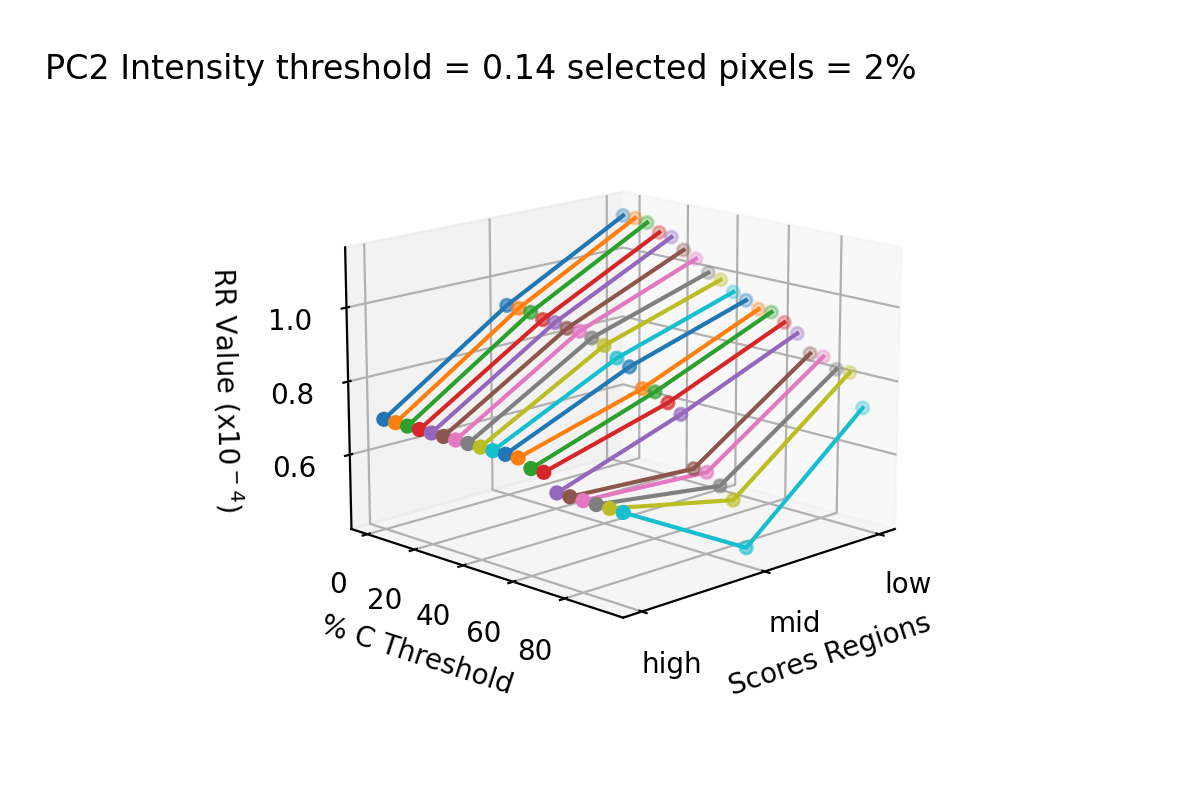 PC2 Intensity threshold = 0.14 selected pixels = 2%
RR Value (x10⁻⁴)
1.0
0.8
0.6
0
20
40
60
80
% C Threshold
high
mid
low
Scores Regions